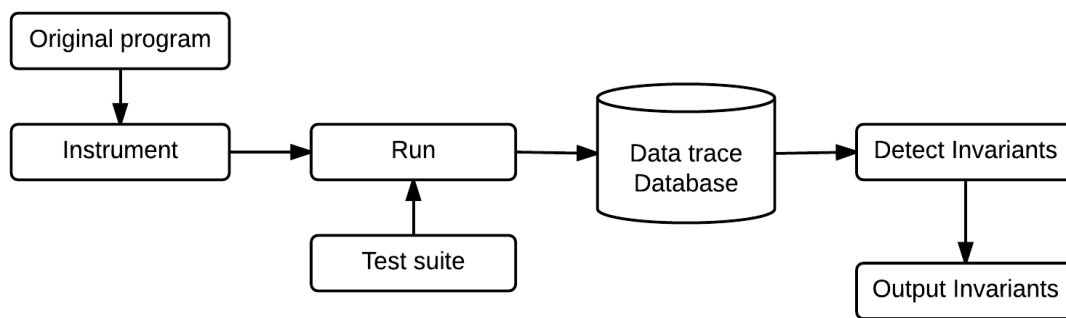 Original program
Instrument
Run
Test suite
Data trace
Database
Detect Invariants
Output Invariants